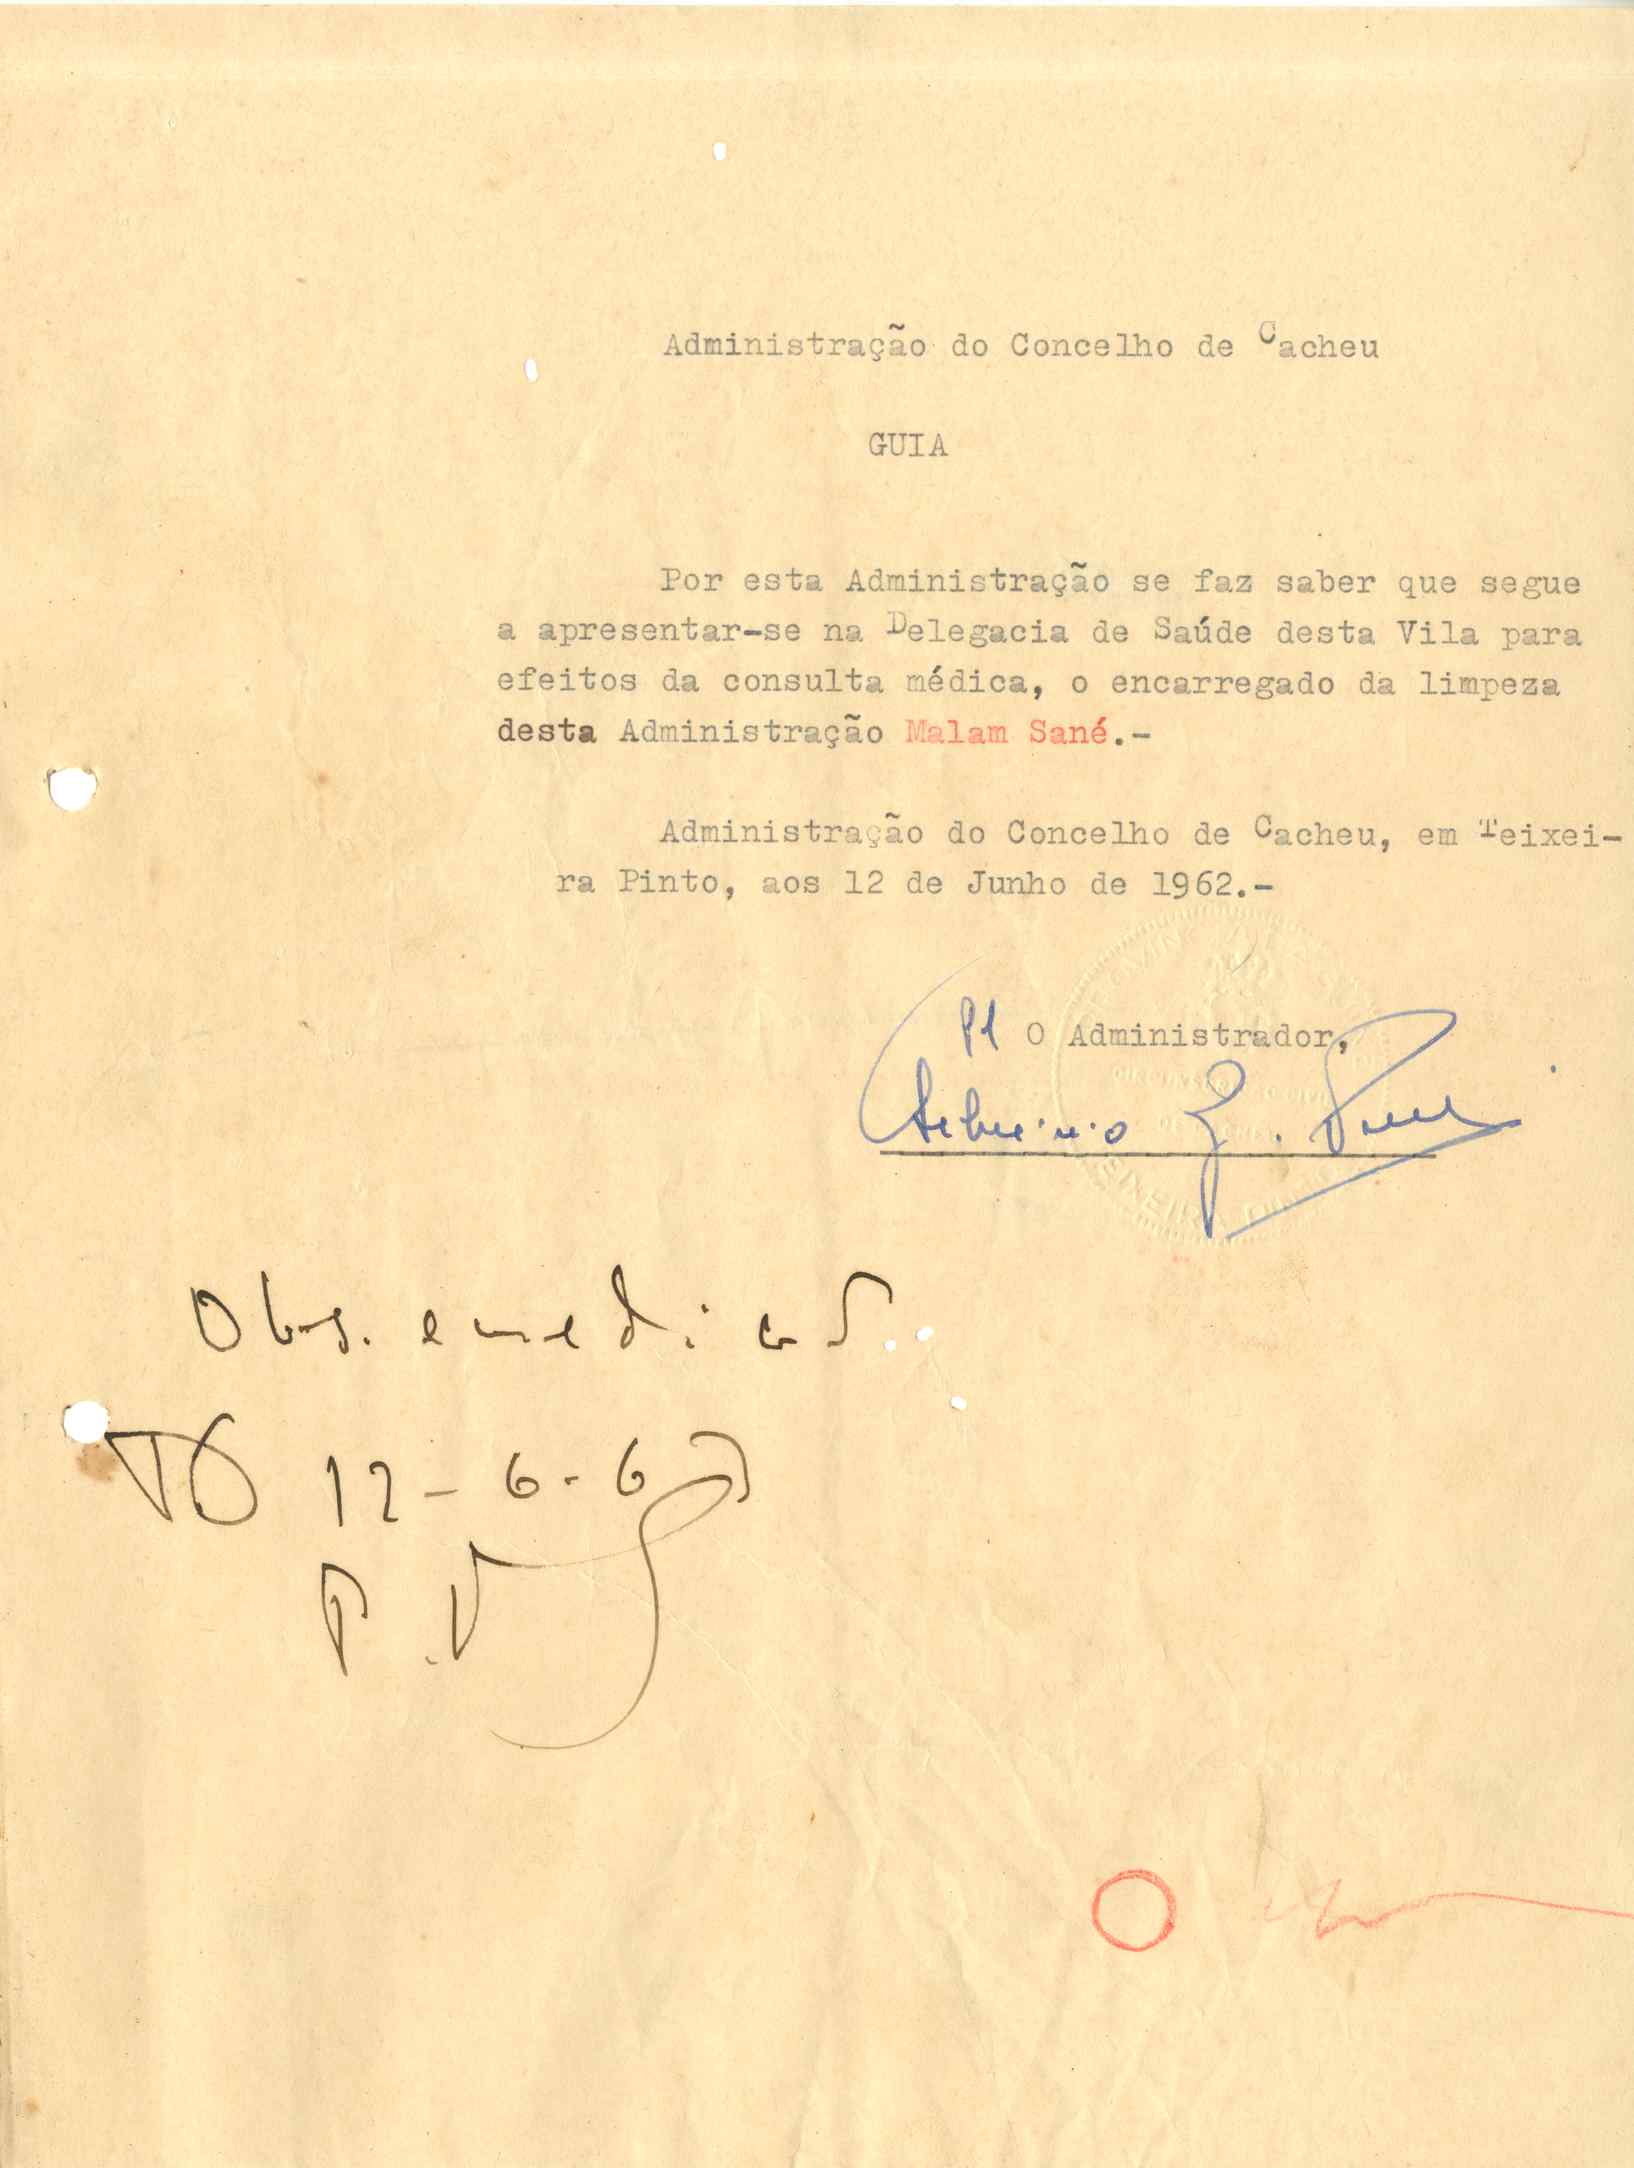 Administração do Concelho de Cacheu
GUIA
Por esta Administração se faz saber que segue
a apresentar-se na Delegacia de Saúde desta Vila para
efeitos da consulta médica, o encarregado da limpeza
desta Administração Malam Sané.-
Administração do Concelho de Cacheu, em Teixei-
ra Pinto, aos 12 de Junho de 1962.-
O Administrador,
Obs.
12-6-6